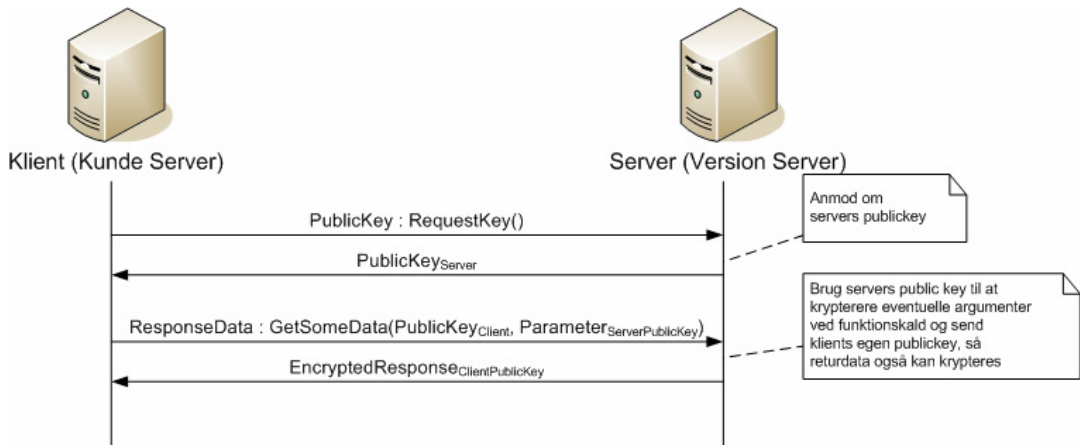 Klient (Kunde Server)
Server (Version Server)
Anmod om
servers publickey
PublicKey : RequestKey()
PublicKeyServer
Brug servers public key til at
krypterere eventuelle argumenter
ved funktionskald og send
klients egen publickey, så
returdata også kan krypteres
ResponseData : GetSomeData(PublicKeyClient, ParameterServerPublicKey)
EncryptedResponseClientPublicKey